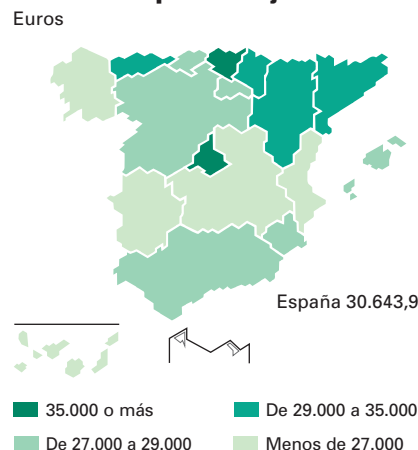 Euros
España 30.643,9
35.000 o más
De 29.000 a 35.000
De 27.000 a 29.000
Menos de 27.000